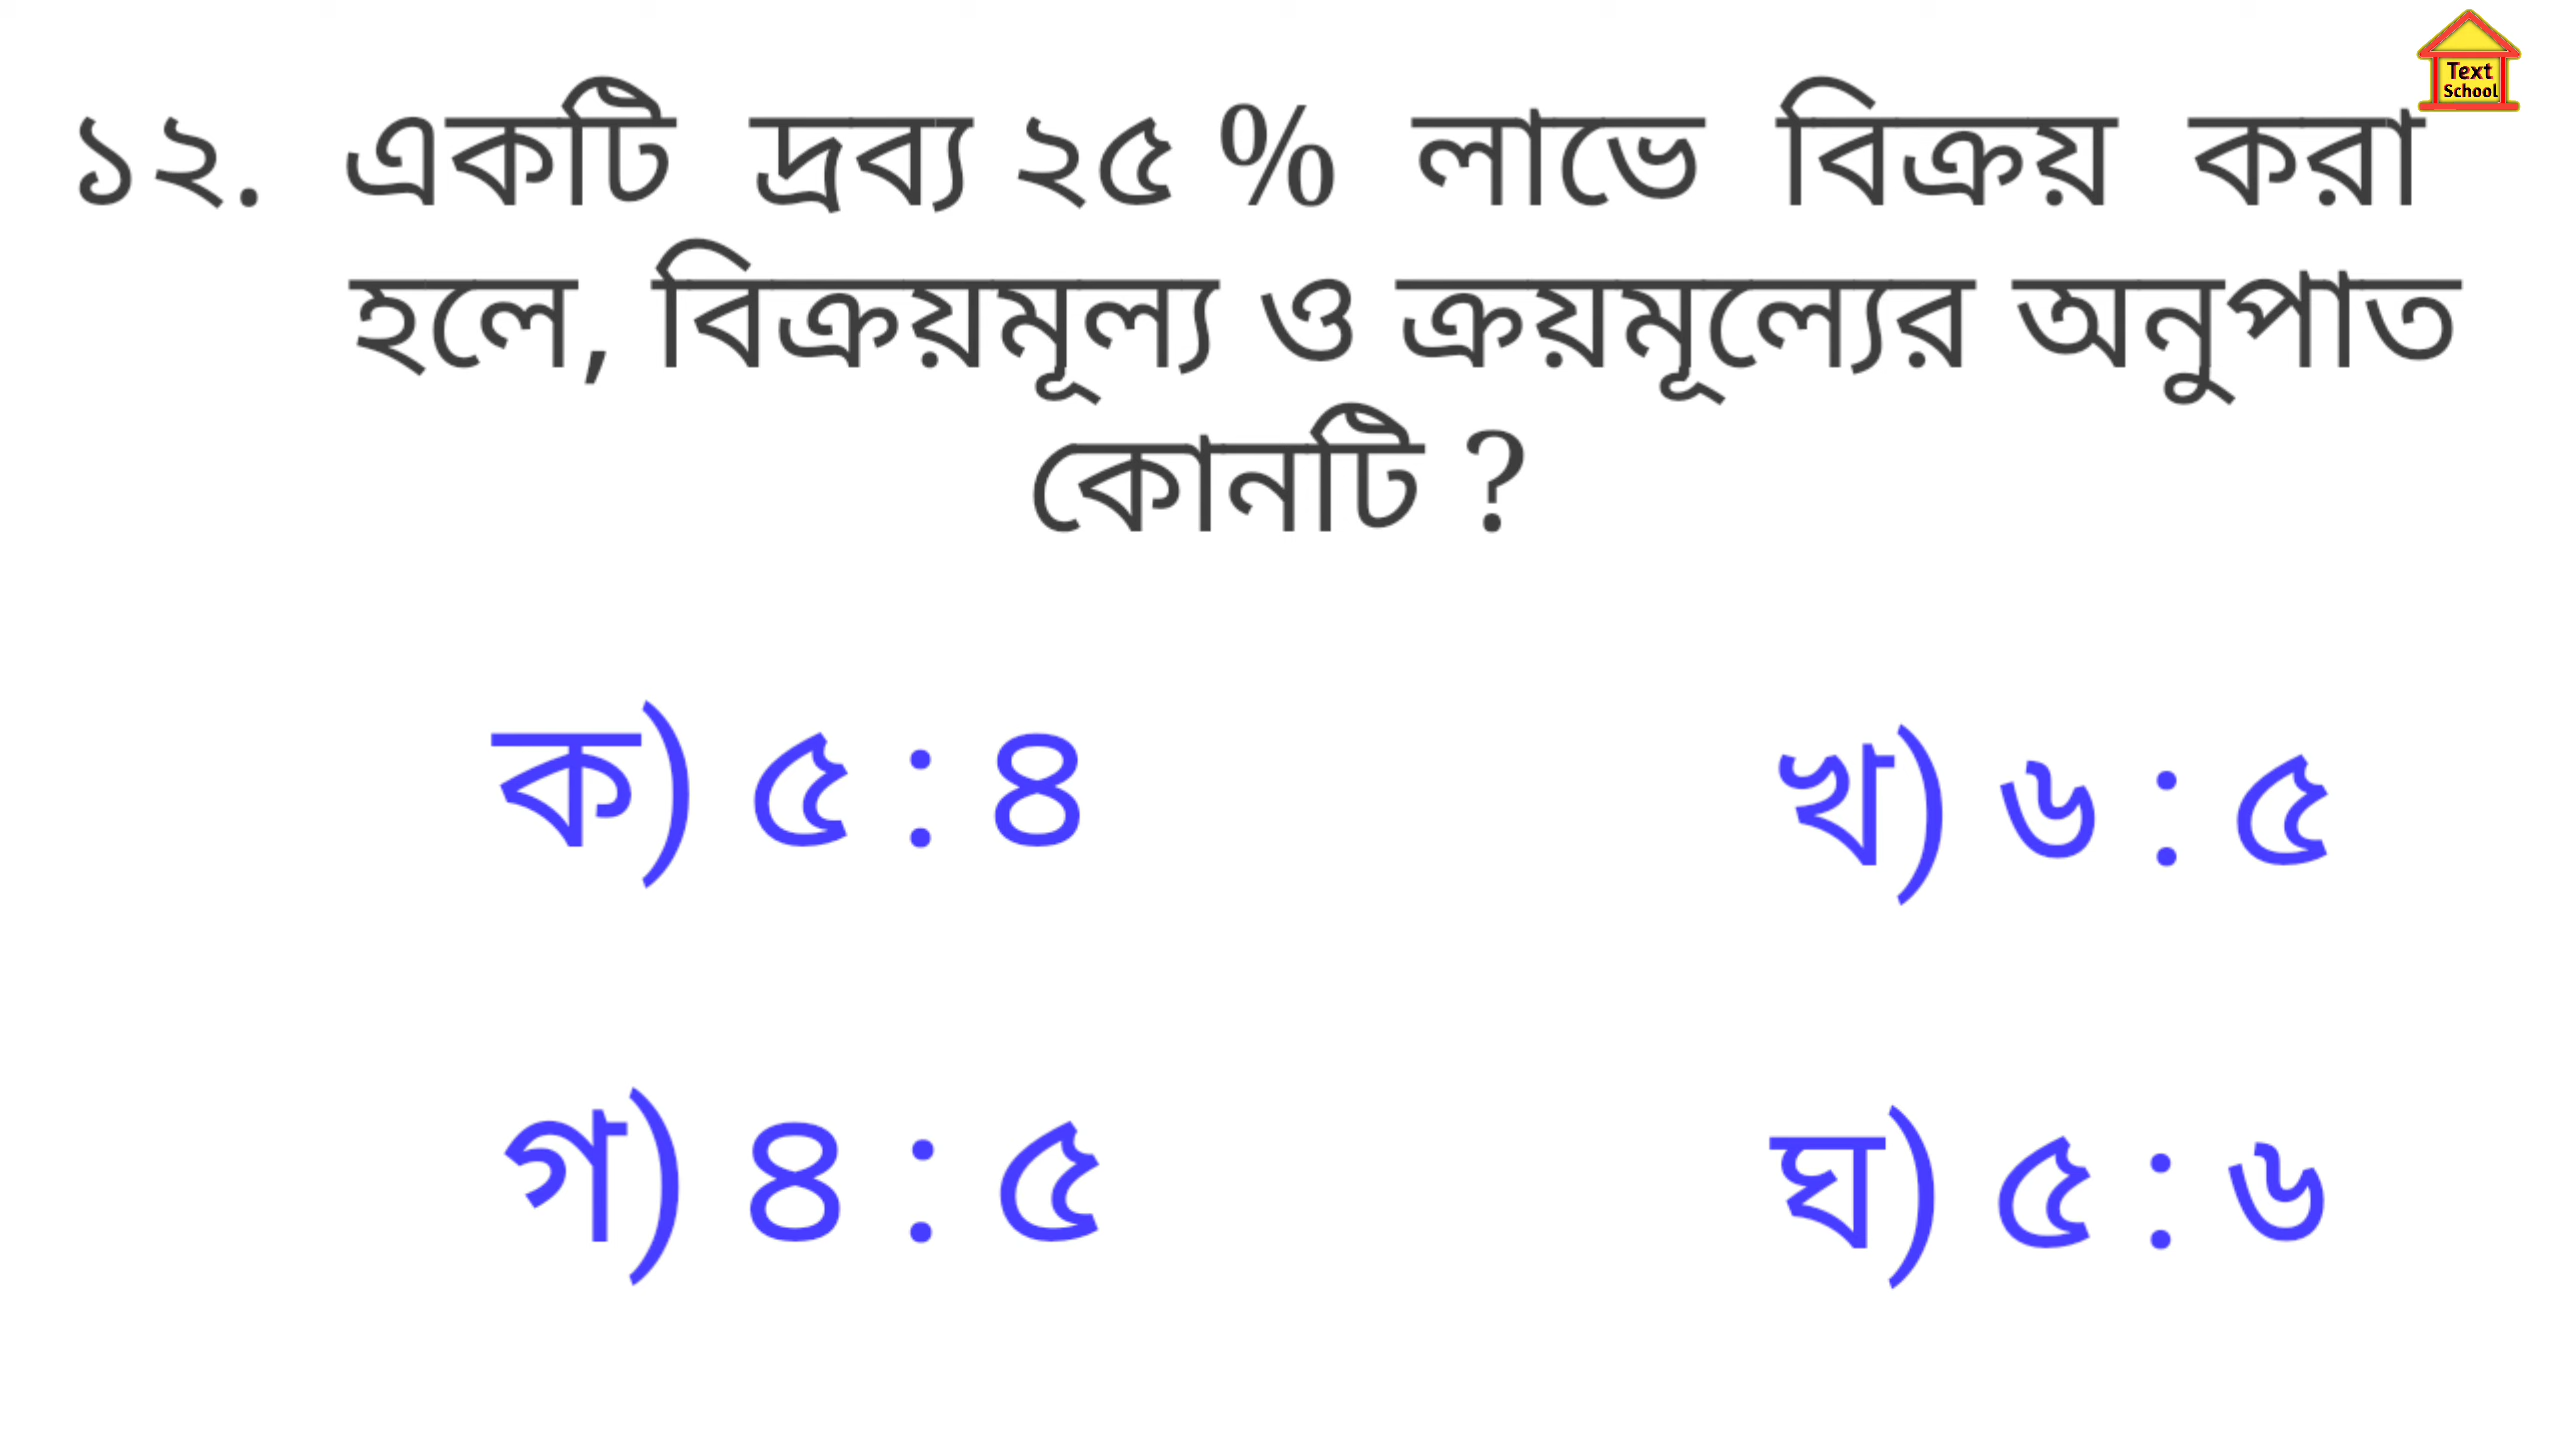 Text
School
১২. একটি দ্রব্য ২৫ % লাভে বিক্রয় করা
হলে, বিক্রয়মূল্য ও ক্রয়মূল্যের অনুপাত
কোনটি ?
ক) ৫ : ৪
খ) ৬ : ৫
গ) ৪ : ৫
ঘ) ৫ : ৬